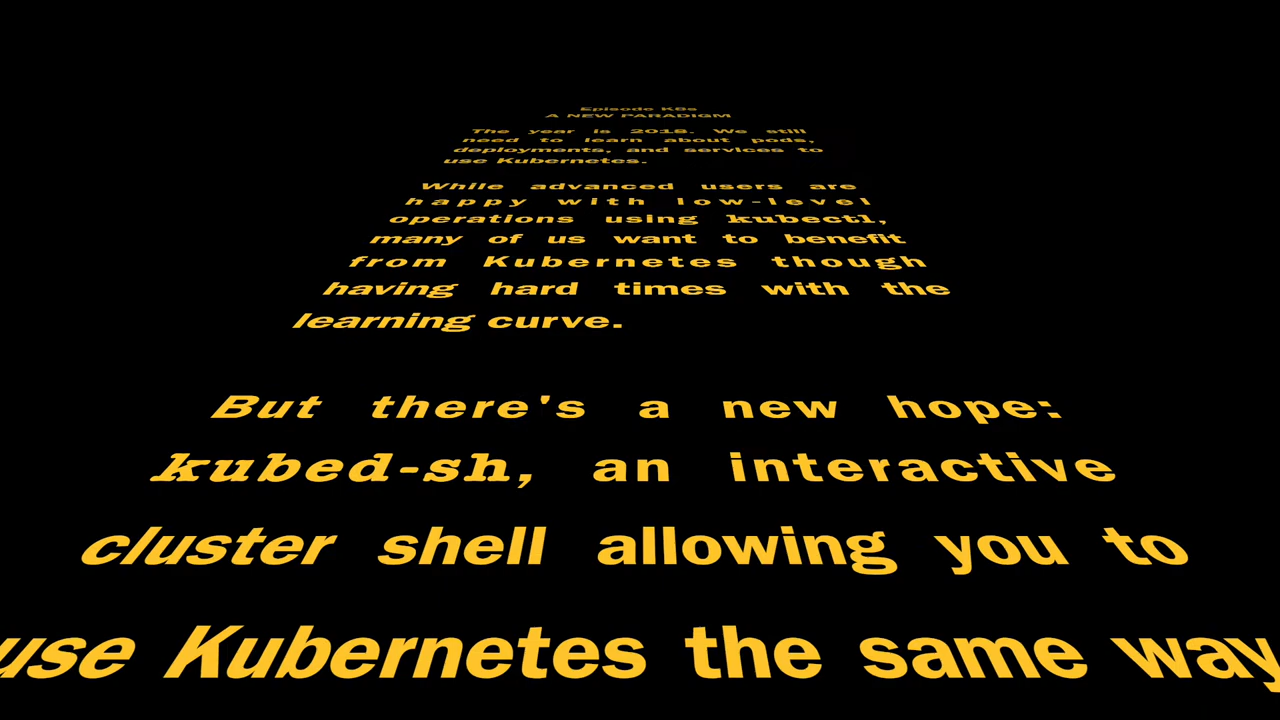 Episode K8s
A NEW PARADIGM
The year is 2018. We still
need to learn about pods,
deployments, and services to
use Kubernetes.
While advanced users are
happy with low-level
operations using kubectl,
many of us want to benefit
from Kubernetes though
having hard times with the
learning curve.
But there's a new hope:
kubed-sh, an interactive
cluster shell allowing you to
use Kubernetes the same way